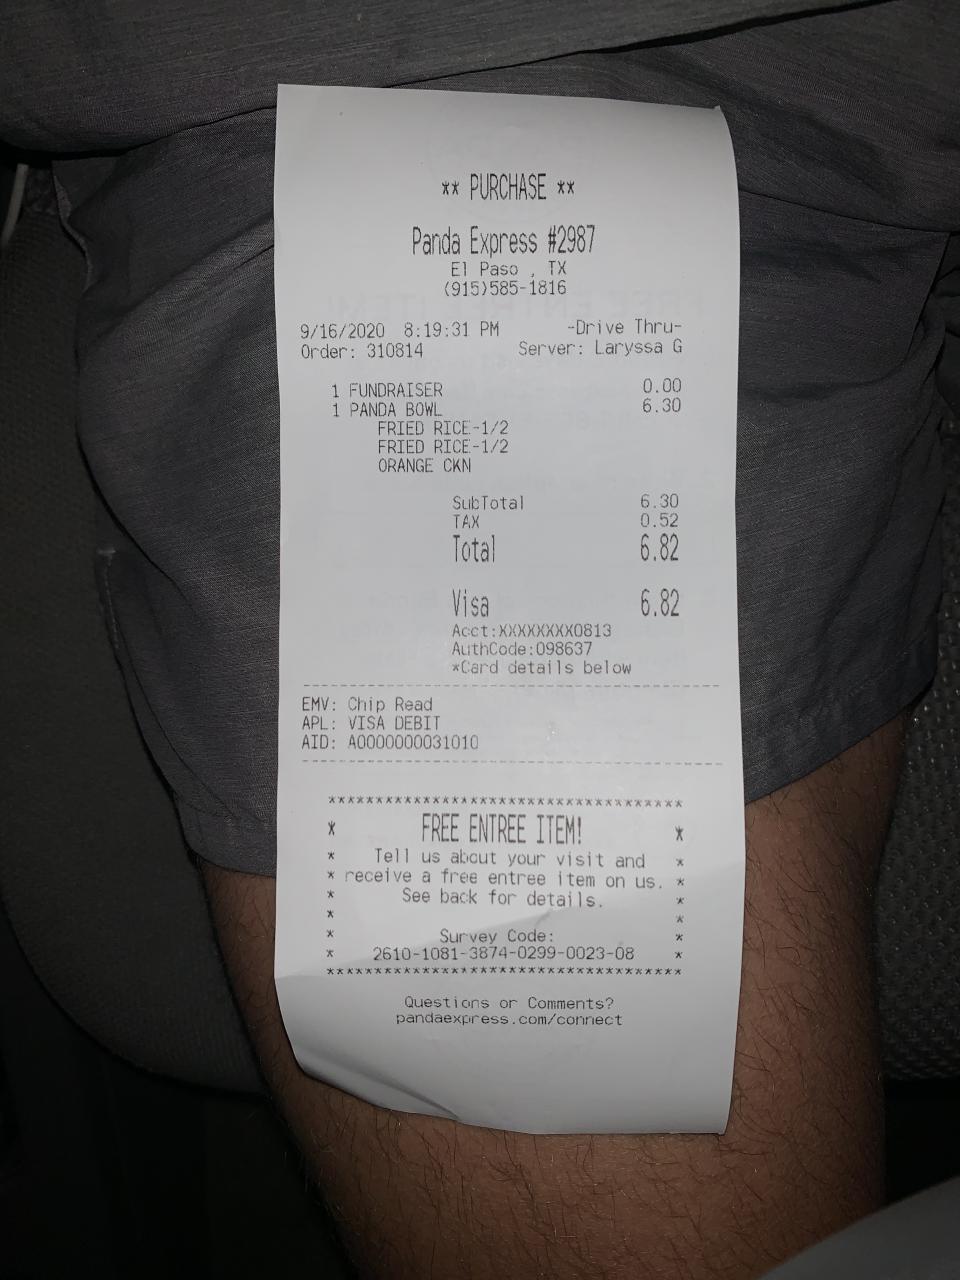 ** PURCHASE **
Panda Express #2987
El Paso , TX
(915)585-1816
9/16/2020 8:19:31 PM -Drive Thru-
Order: 310814 Server: Laryssa G
1 FUNDRAISER 0.00
1 PANDA BOWL 6.30
FRIED RICE-1/2
FRIED RICE-1/2
ORANGE CKN
SubTotal 6.30
TAX 0.52
Total 6.82
Visa 6.82
Acct:XXXXXXXX0813
AuthCode:098637
*Card details below
--------------------------------------------
EMV: Chip Read
APL: VISA DEBIT
AID: A0000000031010
--------------------------------------------
**************************************
* FREE ENTREE ITEM! *
* Tell us about your visit and *
* receive a free entree item on us. *
* See back for details. *
* *
* Survey Code: *
* 2610-1081-3874-0299-0023-08 *
**************************************
Questions or Comments?
pandaexpress.com/connect